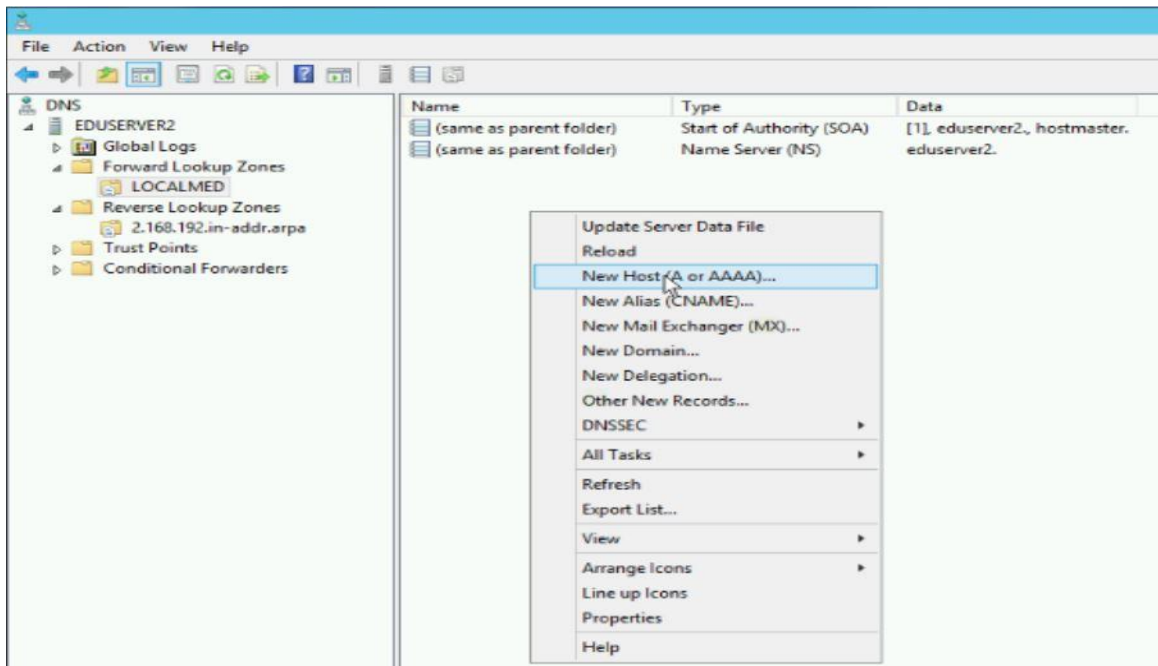 File Action View Help
DNS
EDUSERVER2
Global Logs
Forward Lookup Zones
LOCALMED
Reverse Lookup Zones
2.168.192.in-addr.arpa
Trust Points
Conditional Forwarders
Name Type Data
(same as parent folder) Start of Authority (SOA) [1], eduserver2., hostmaster.
(same as parent folder) Name Server (NS) eduserver2.
Update Server Data File
Reload
New Host (A or AAAA)...
New Alias (CNAME)...
New Mail Exchanger (MX)...
New Domain...
New Delegation...
Other New Records...
DNSSEC
All Tasks
Refresh
Export List...
View
Arrange Icons
Line up Icons
Properties
Help